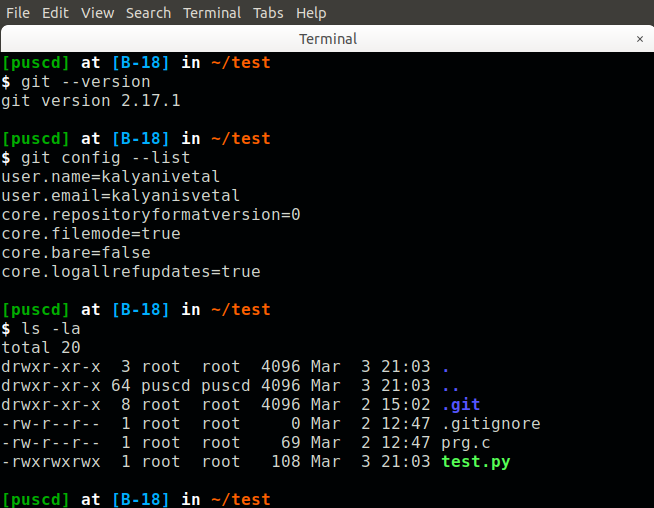 File Edit View Search Terminal Tabs Help
Terminal ×
[puscd] at [B-18] in ~/test
$ git --version
git version 2.17.1
[puscd] at [B-18] in ~/test
$ git config --list
user.name=kalyanivetal
user.email=kalyanisvetal
core.repositoryformatversion=0
core.filemode=true
core.bare=false
core.logallrefupdates=true
[puscd] at [B-18] in ~/test
$ ls -la
total 20
drwxr-xr-x  3 root  root  4096 Mar  3 21:03 .
drwxr-xr-x 64 puscd puscd 4096 Mar  3 21:03 ..
drwxr-xr-x  8 root  root  4096 Mar  2 15:02 .git
-rw-r--r--  1 root  root     0 Mar  2 12:47 .gitignore
-rw-r--r--  1 root  root    69 Mar  2 12:47 prg.c
-rwxrwxrwx  1 root  root   108 Mar  3 21:03 test.py
[puscd] at [B-18] in ~/test